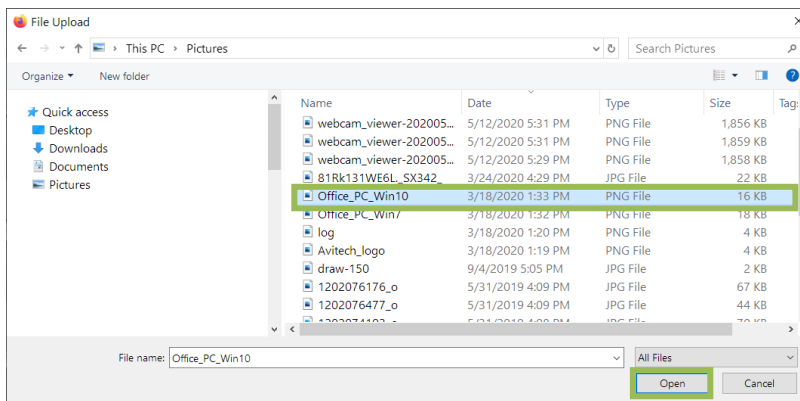 File Upload
This PC > Pictures
Search Pictures
Organize
New folder
Quick access
Desktop
Downloads
Documents
Pictures
Name Date Type Size Tag:
webcam_viewer-202005... 5/12/2020 5:31 PM PNG File 1,856 KB
webcam_viewer-202005... 5/12/2020 5:31 PM PNG File 1,859 KB
webcam_viewer-202005... 5/12/2020 5:29 PM PNG File 1,858 KB
81Rk131WE6L._SX342_ 3/24/2020 4:29 PM JPG File 22 KB
Office_PC_Win10 3/18/2020 1:33 PM PNG File 16 KB
Office_PC_Win7 3/18/2020 1:32 PM PNG File 18 KB
log 3/18/2020 1:20 PM PNG File 4 KB
Avitech_logo 3/18/2020 1:19 PM PNG File 4 KB
draw-150 9/4/2019 5:05 PM JPG File 2 KB
1202076176_o 5/31/2019 4:09 PM JPG File 67 KB
1202076477_o 5/31/2019 4:09 PM JPG File 44 KB
File name: Office_PC_Win10 All Files
Open Cancel